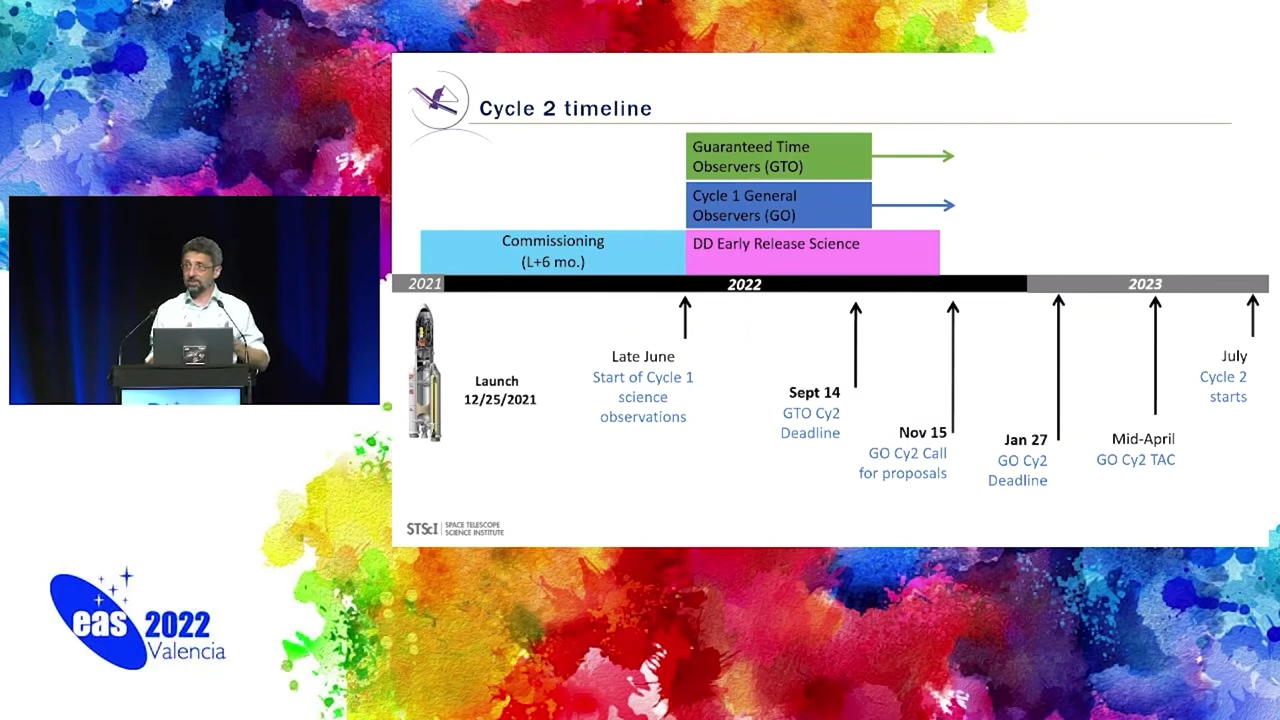 Cycle 2 timeline
Guaranteed Time
Observers (GTO)
Cycle 1 General
Observers (GO)
Commissioning
(L+6 mo.)
DD Early Release Science
2021
2022
2023
Launch
12/25/2021
Late June
Start of Cycle 1
science
observations
Sept 14
GTO Cy2
Deadline
Nov 15
GO Cy2 Call
for proposals
Jan 27
GO Cy2
Deadline
Mid-April
GO Cy2 TAC
July
Cycle 2
starts
STScI
SPACE TELESCOPE
SCIENCE INSTITUTE
eas 2022
Valencia